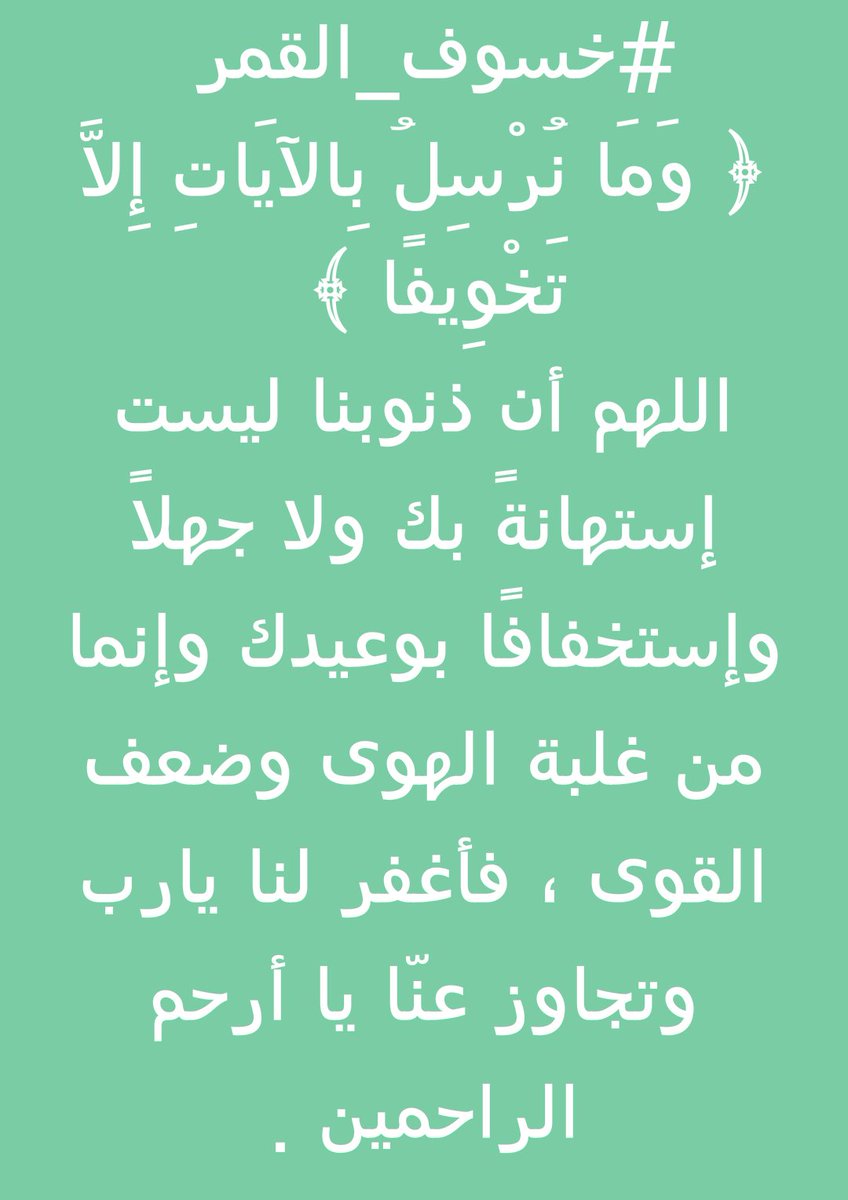 #خسوف_القمر
﴿ وَمَا نُرْسِلُ بِالآيَاتِ إِلاَّ
تَخْوِيفًا ﴾
اللهم أن ذنوبنا ليست
إستهانةً بك ولا جهلاً
وإستخفافًا بوعيدك وإنما
من غلبة الهوى وضعف
القوى ، فأغفر لنا يارب
وتجاوز عنّا يا أرحم
الراحمين .